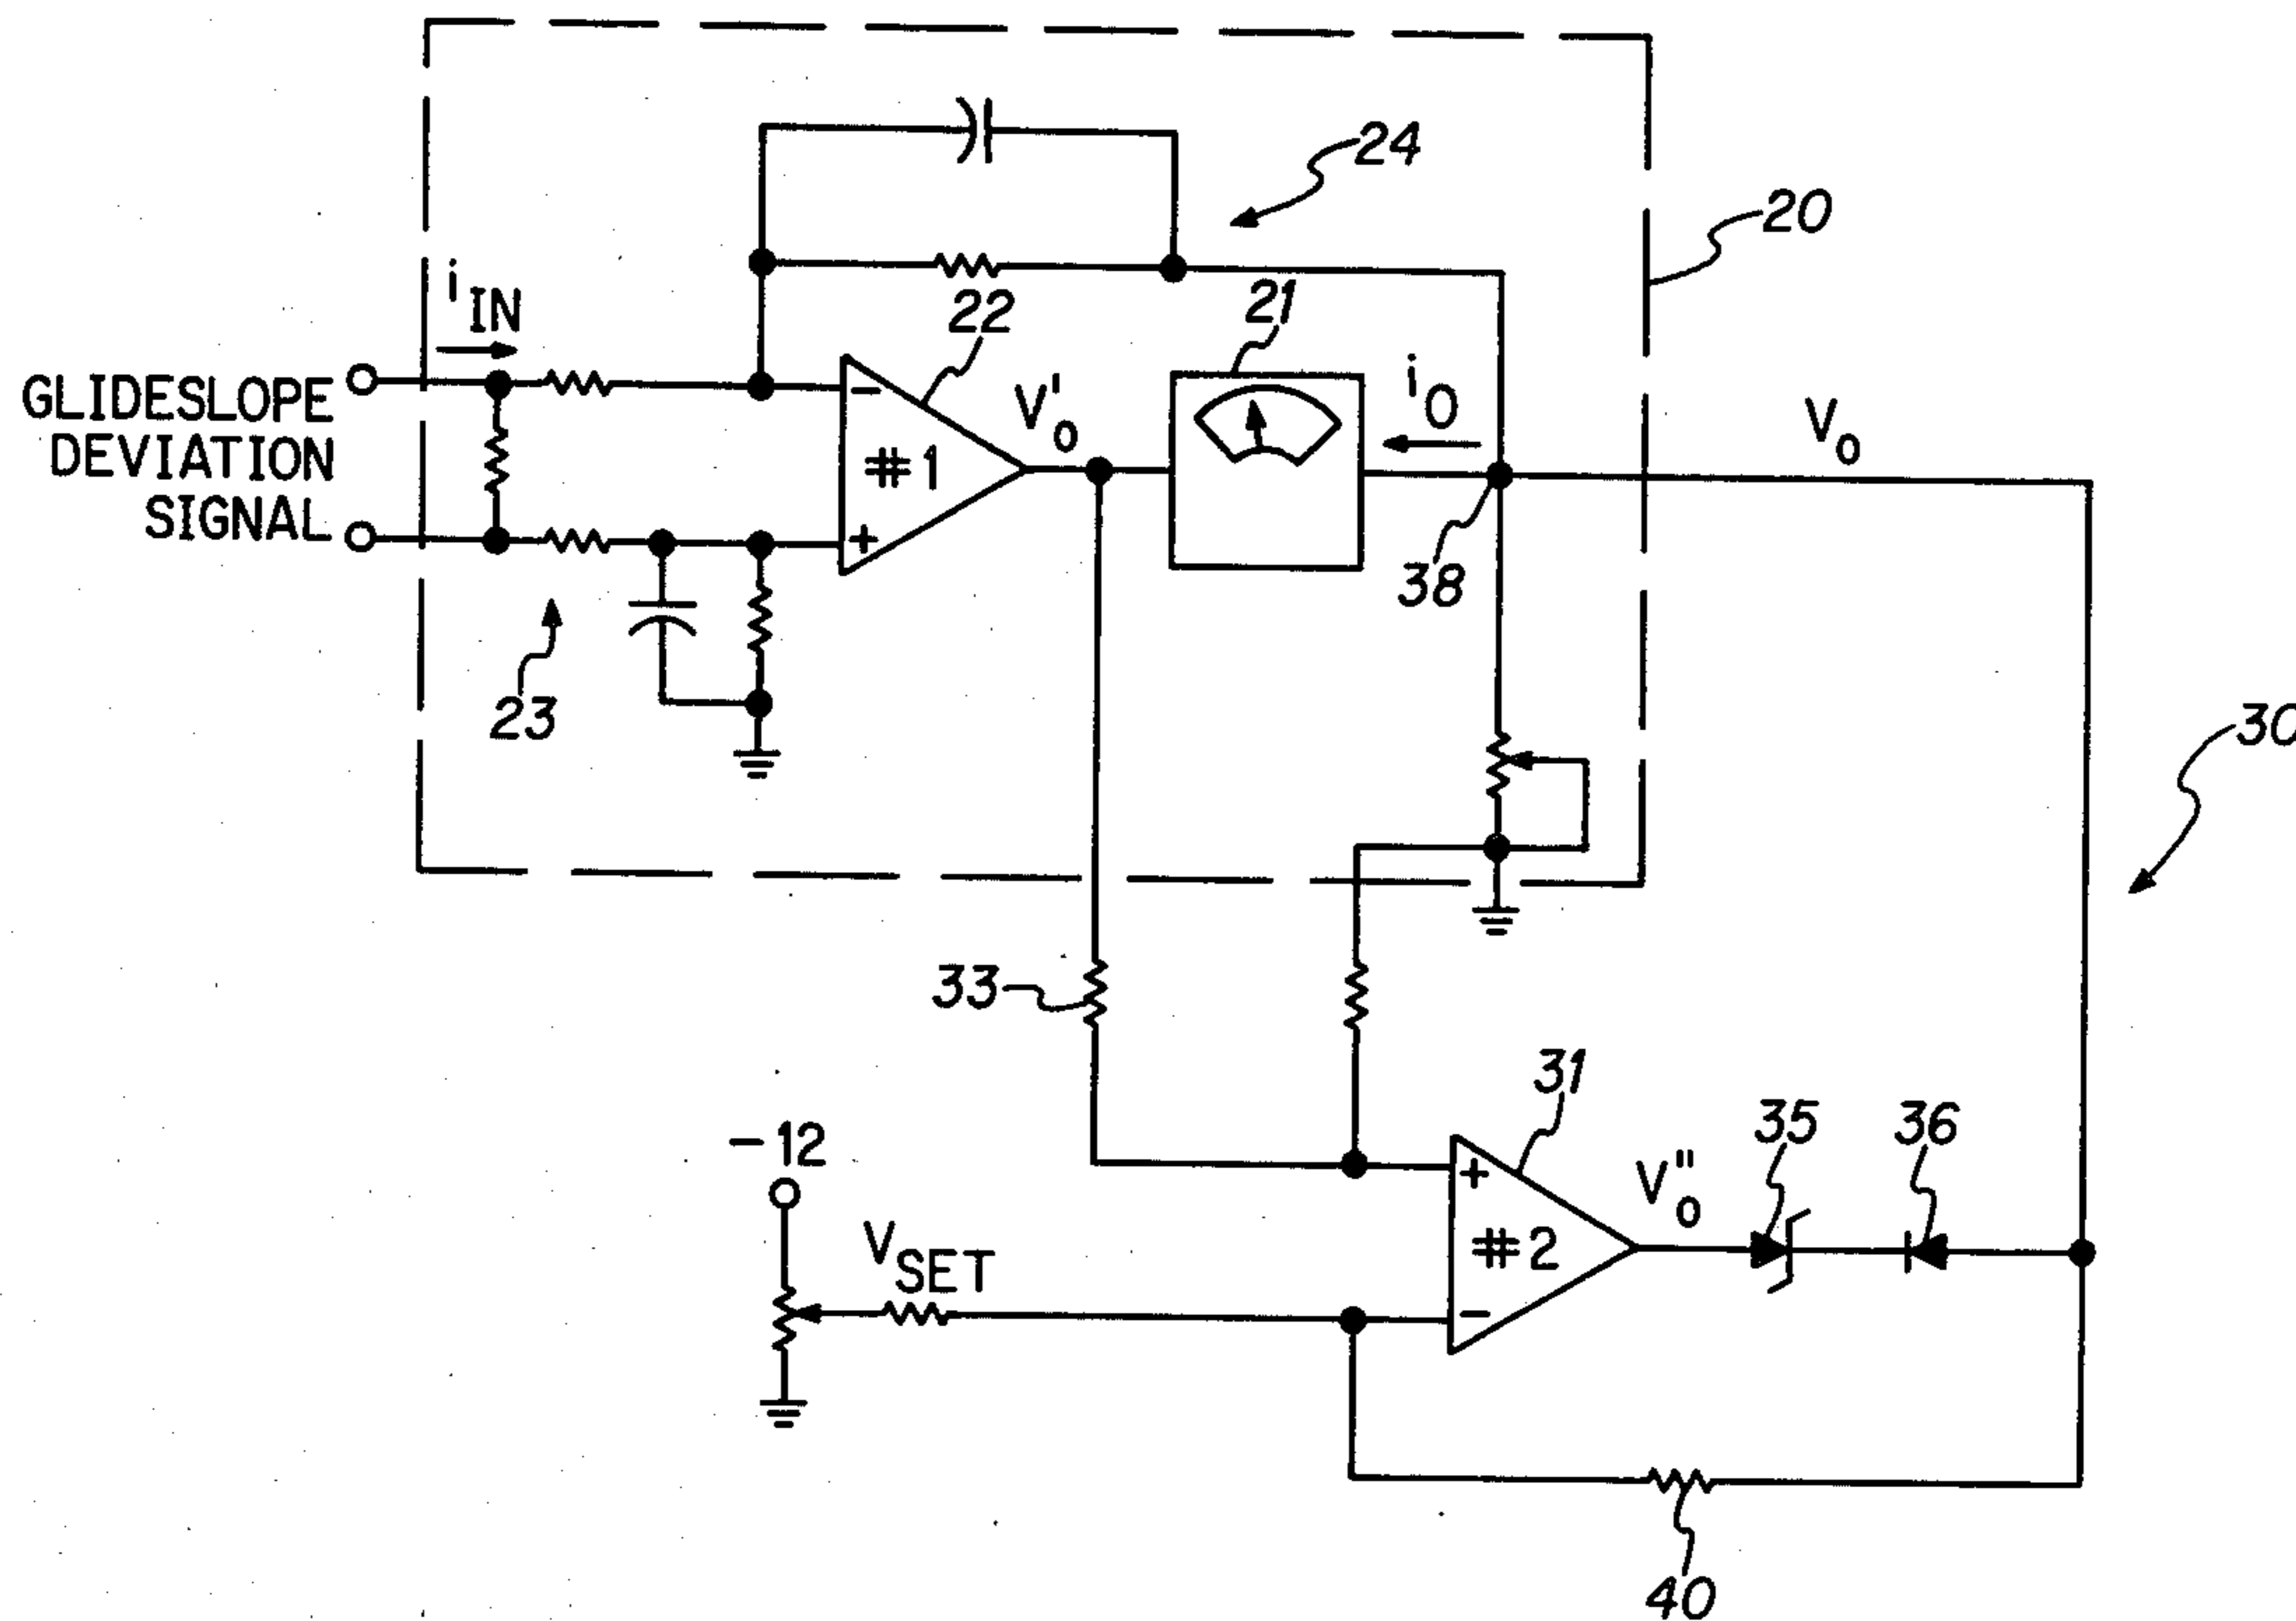 24
20
i IN
22
21
GLIDESLOPE
DEVIATION
SIGNAL
−
#1
+
V'o
iO
Vo
38
23
30
33
31
−12
35
36
+
V"o
#2
−
VSET
40